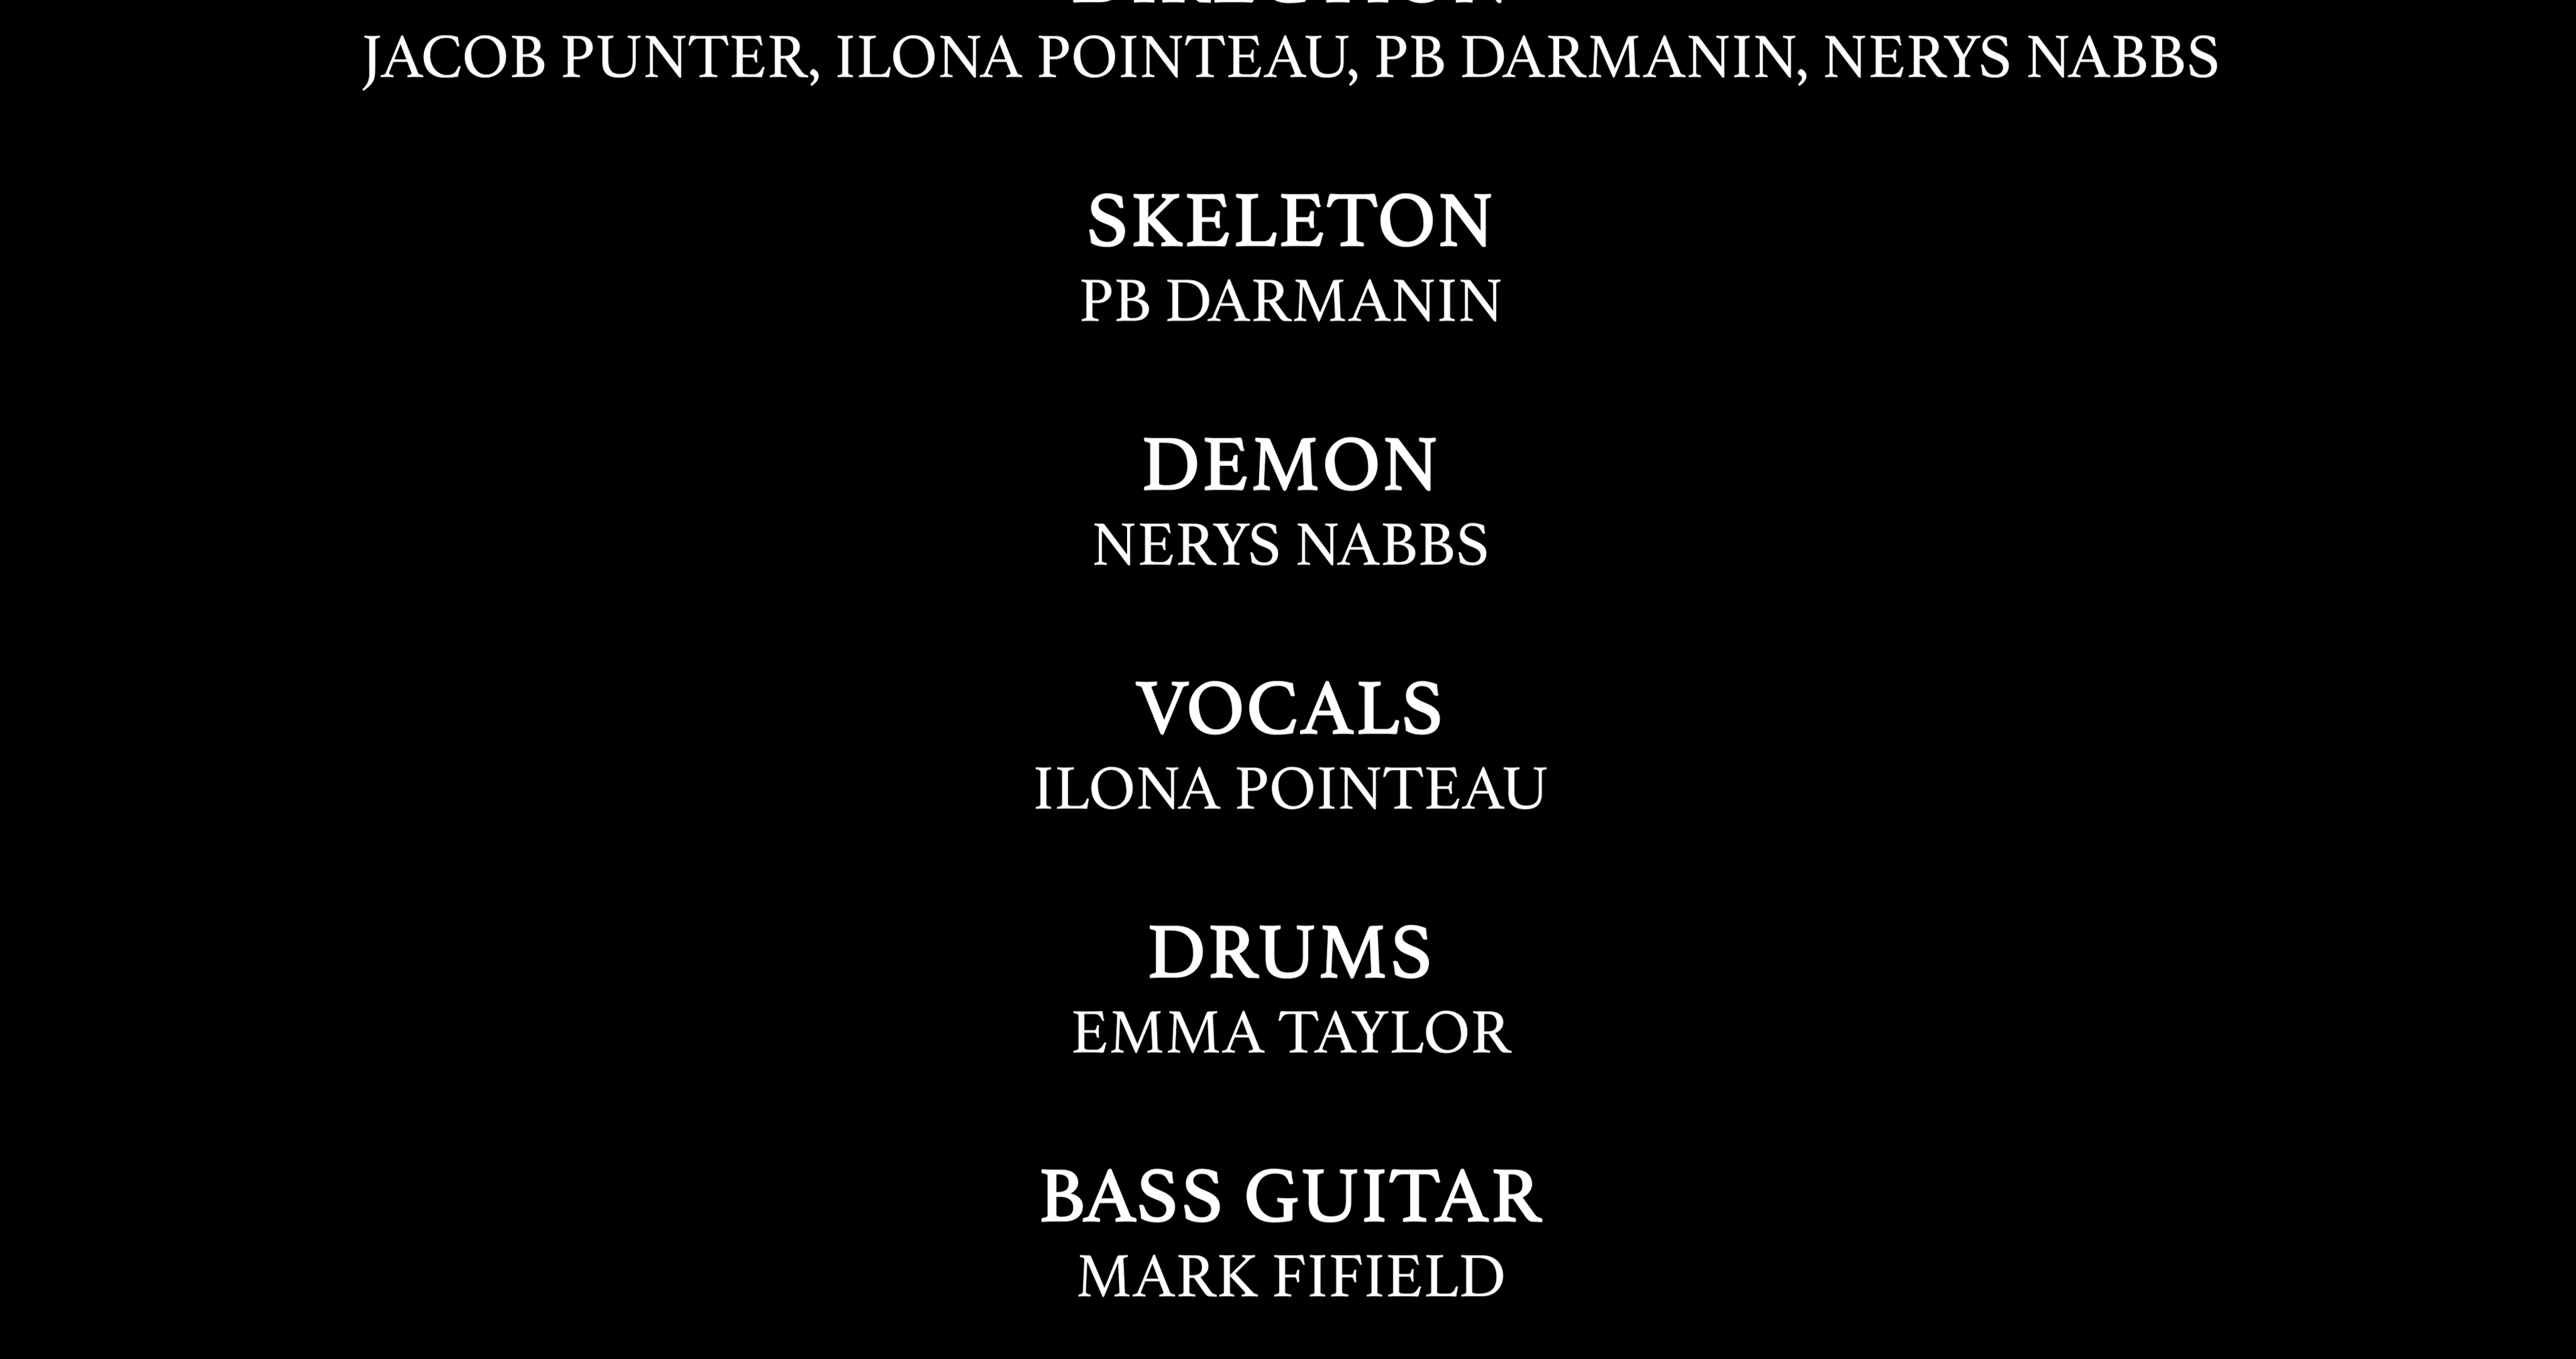 DIRECTION
JACOB PUNTER, ILONA POINTEAU, PB DARMANIN, NERYS NABBS
SKELETON
PB DARMANIN
DEMON
NERYS NABBS
VOCALS
ILONA POINTEAU
DRUMS
EMMA TAYLOR
BASS GUITAR
MARK FIFIELD